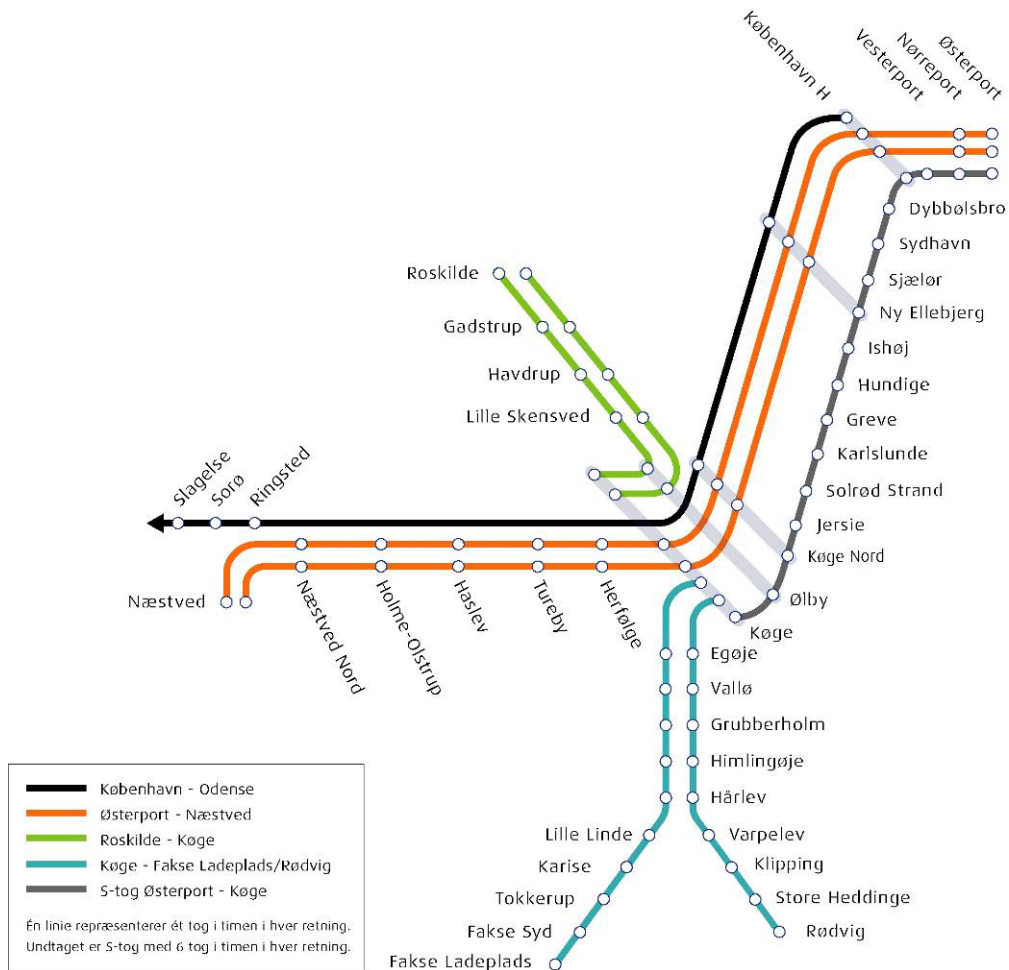 København H
Vesterport
Nørreport
Østerport
Dybbølsbro
Sydhavn
Sjælør
Ny Ellebjerg
Ishøj
Hundige
Greve
Karlslunde
Solrød Strand
Jersie
Køge Nord
Ølby
Køge
Roskilde
Gadstrup
Havdrup
Lille Skensved
Slagelse
Sorø
Ringsted
Næstved
Næstved Nord
Holme-Olstrup
Haslev
Tureby
Herfølge
Egøje
Vallø
Grubberholm
Himlingøje
Hårlev
Lille Linde
Karise
Tokkerup
Fakse Syd
Fakse Ladeplads
Varpelev
Klipping
Store Heddinge
Rødvig
København - Odense
Østerport - Næstved
Roskilde - Køge
Køge - Fakse Ladeplads/Rødvig
S-tog Østerport - Køge
Én linie repræsenterer ét tog i timen i hver retning.
Undtaget er S-tog med 6 tog i timen i hver retning.